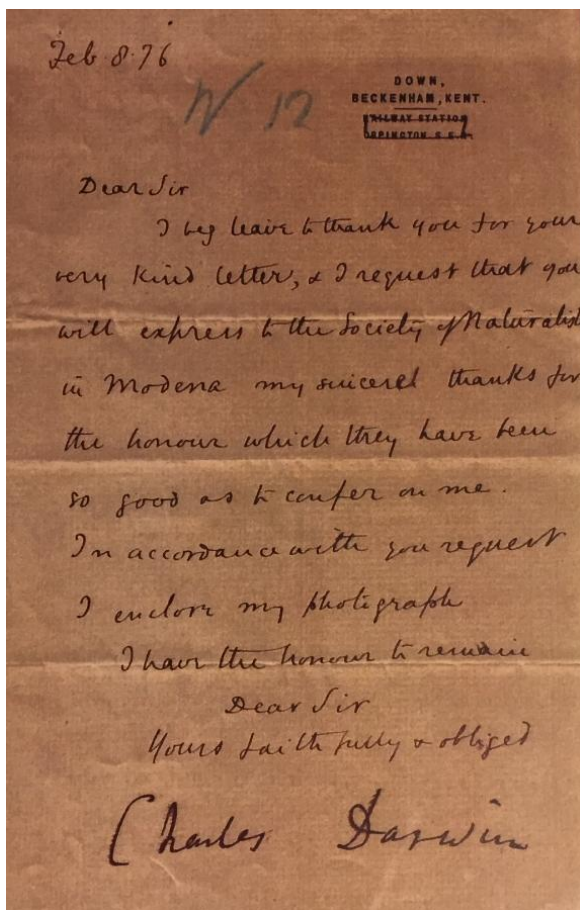 Feb 8. 76
N 12
DOWN,
BECKENHAM, KENT.
RAILWAY STATION
ORPINGTON. S.E.R.
Dear Sir
I beg leave to thank you for your
very kind letter, & I request that you
will express to the Society of Naturalist
in Modena my sincerel thanks for
the honour which they have been
so good as to confer on me.
In accordance with you request
I enclose my photograph
I have the honour to remain
Dear Sir
Yours faithfully & obliged
Charles Darwin